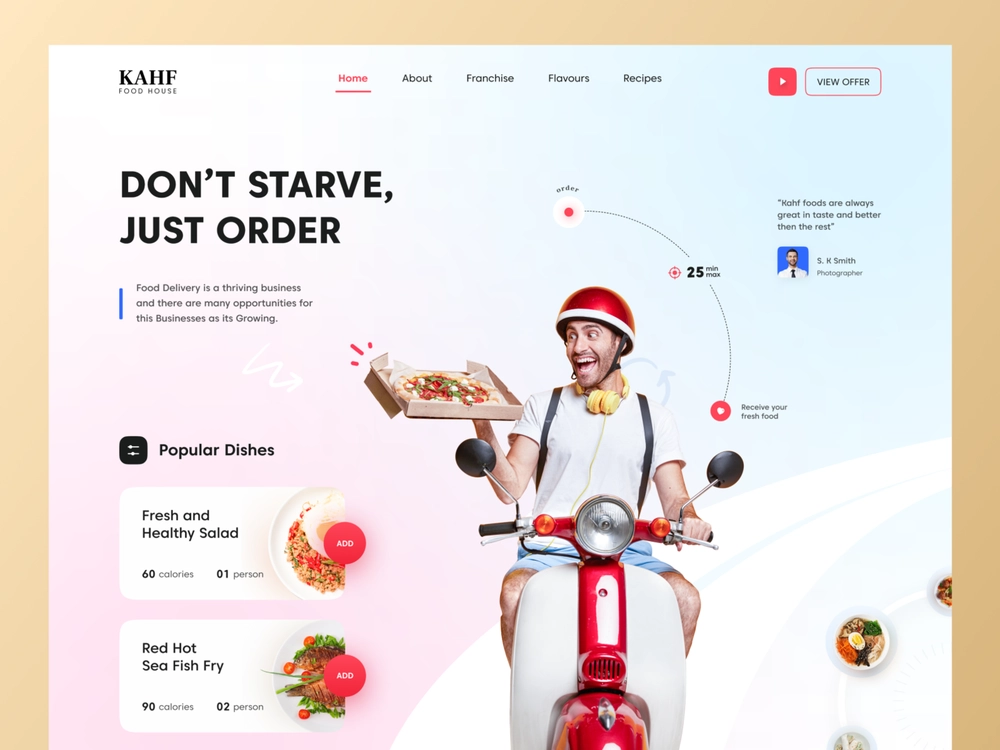 KAHF
FOOD HOUSE
Home
About
Franchise
Flavours
Recipes
VIEW OFFER
DON’T STARVE,
JUST ORDER
Food Delivery is a thriving business
and there are many opportunities for
this Businesses as its Growing.
order
25 min
max
“Kahf foods are always
great in taste and better
then the rest”
S. K Smith
Photographer
Receive your
fresh food
Popular Dishes
Fresh and
Healthy Salad
60 calories
01 person
ADD
Red Hot
Sea Fish Fry
90 calories
02 person
ADD